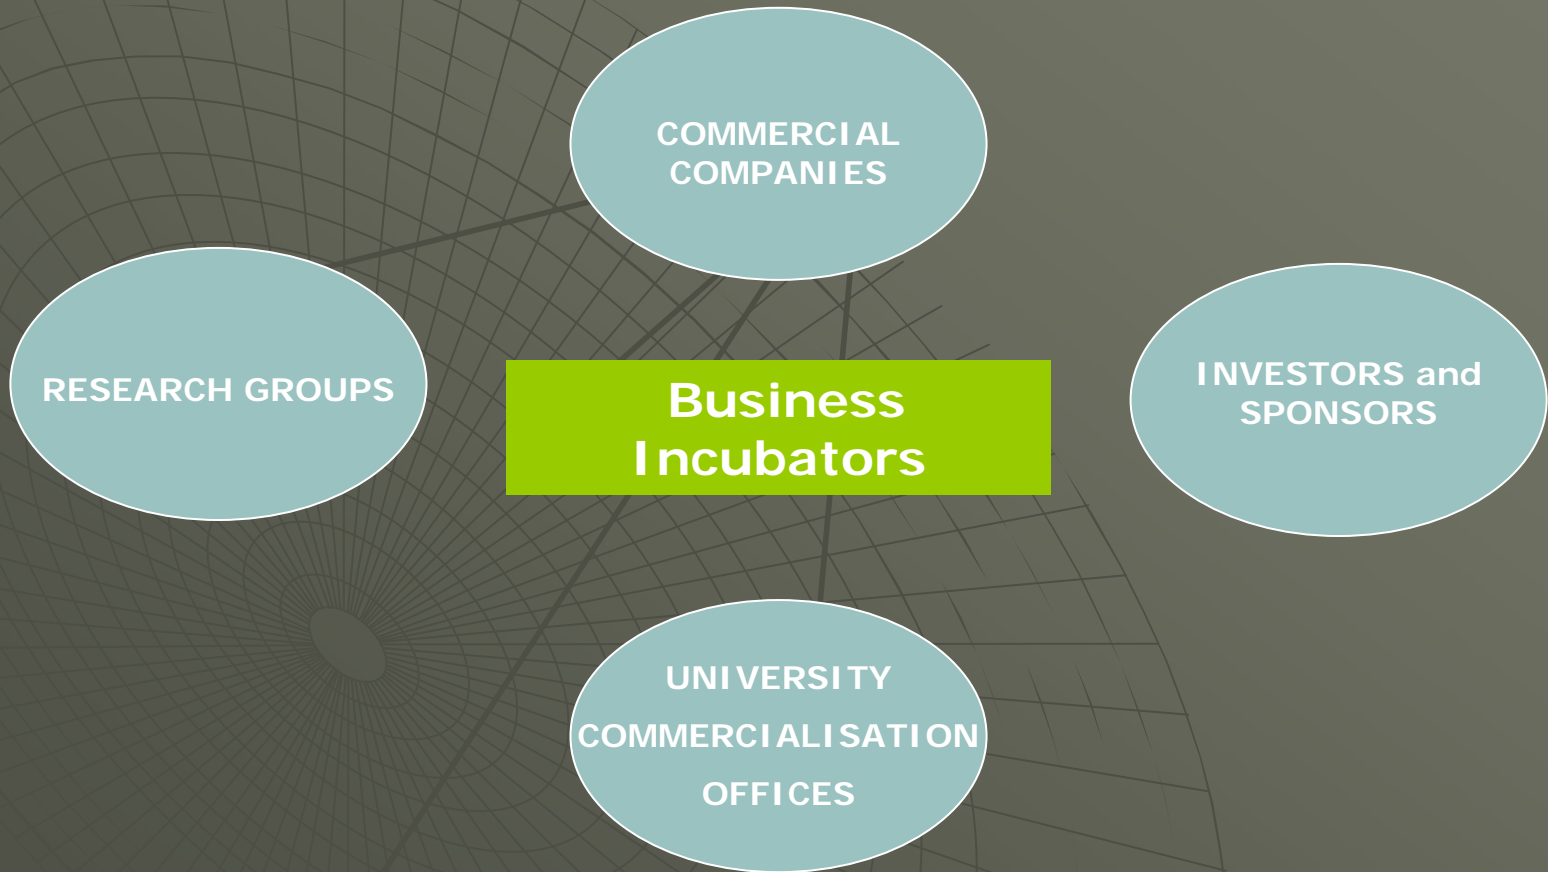 COMMERCIAL
COMPANIES
RESEARCH GROUPS
Business
Incubators
INVESTORS and
SPONSORS
UNIVERSITY
COMMERCIALISATION
OFFICES